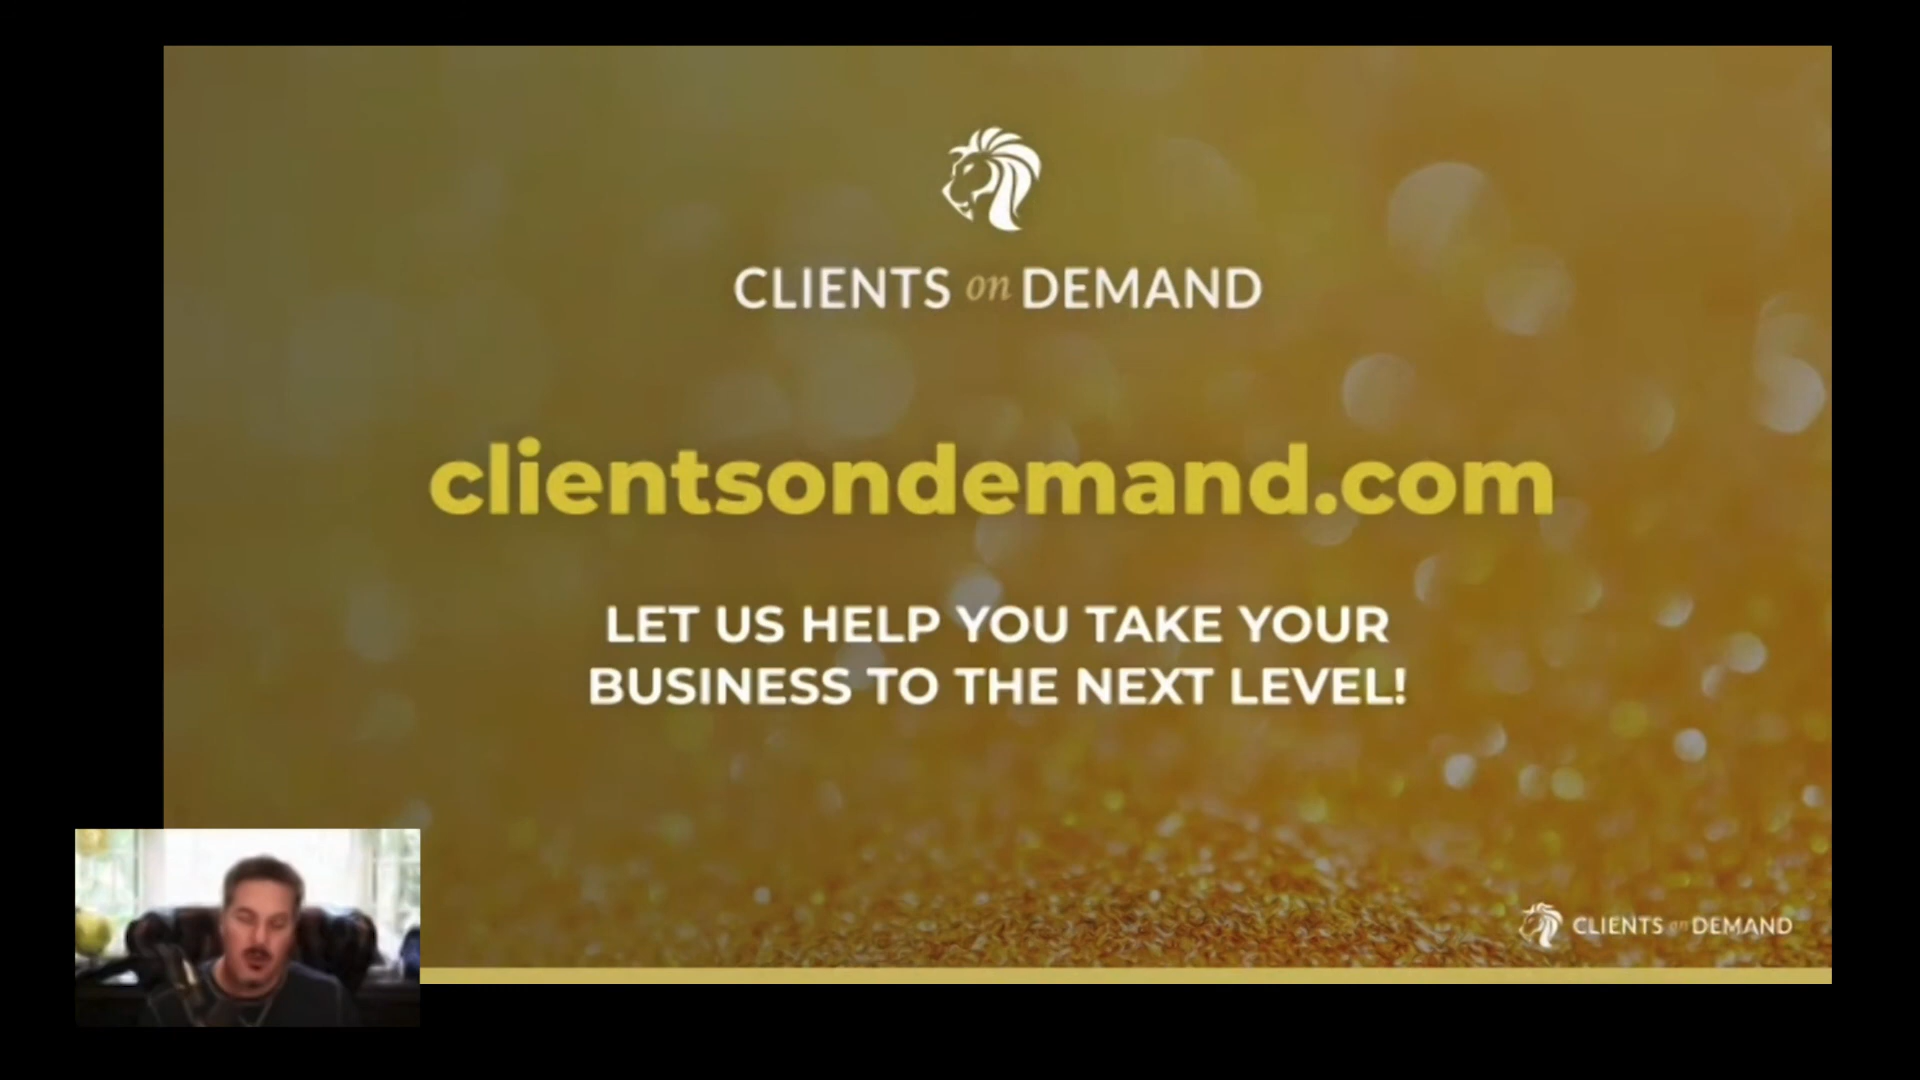 CLIENTS on DEMAND
clientsondemand.com
LET US HELP YOU TAKE YOUR
BUSINESS TO THE NEXT LEVEL!
CLIENTS on DEMAND